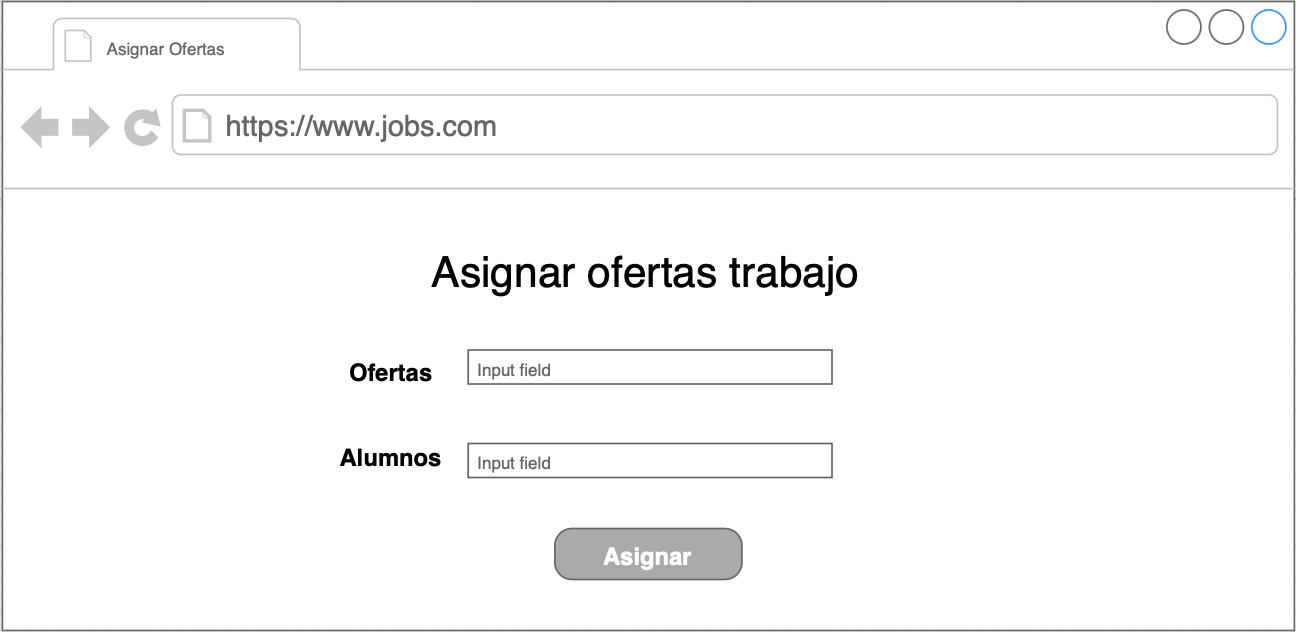 Asignar Ofertas
https://www.jobs.com
Asignar ofertas trabajo
Ofertas
Input field
Alumnos
Input field
Asignar